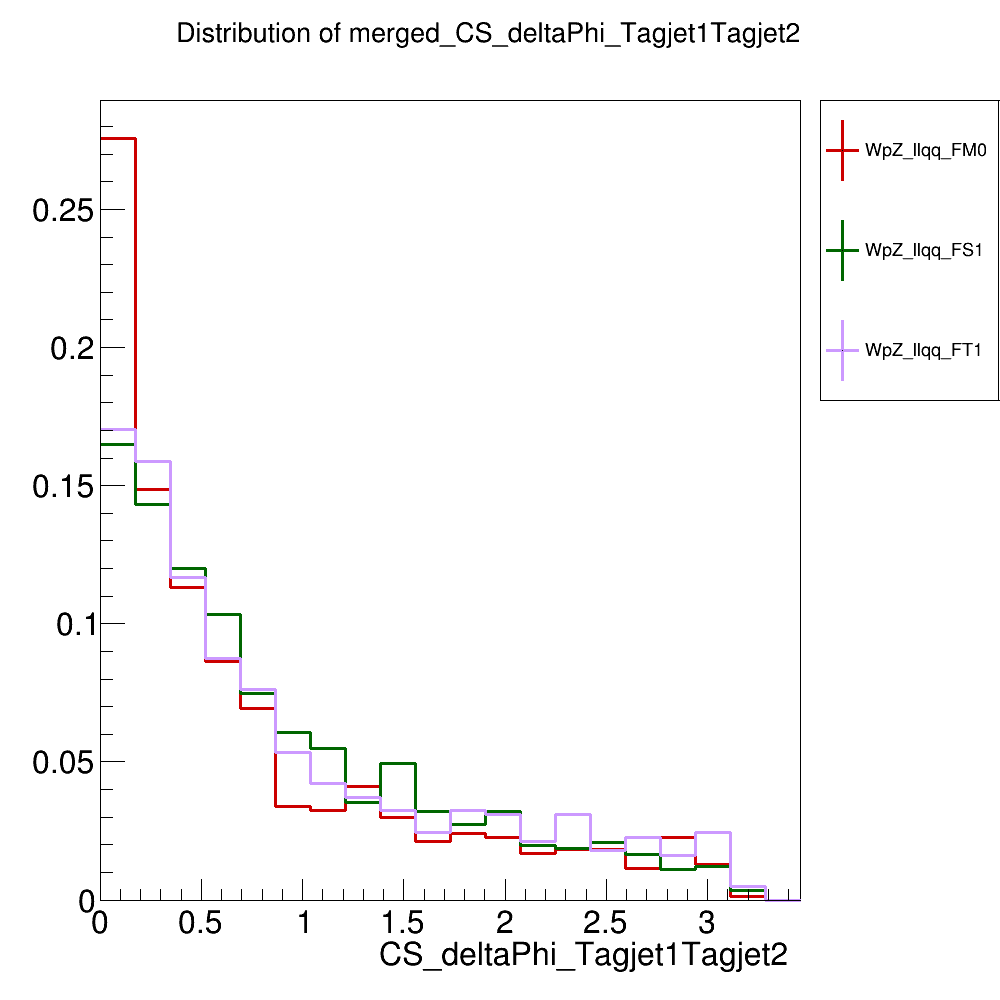 Distribution of merged_CS_deltaPhi_Tagjet1Tagjet2
WpZ_llqq_FM0
WpZ_llqq_FS1
WpZ_llqq_FT1
0.25
0.2
0.15
0.1
0.05
0
0 0.5 1 1.5 2 2.5 3
CS_deltaPhi_Tagjet1Tagjet2